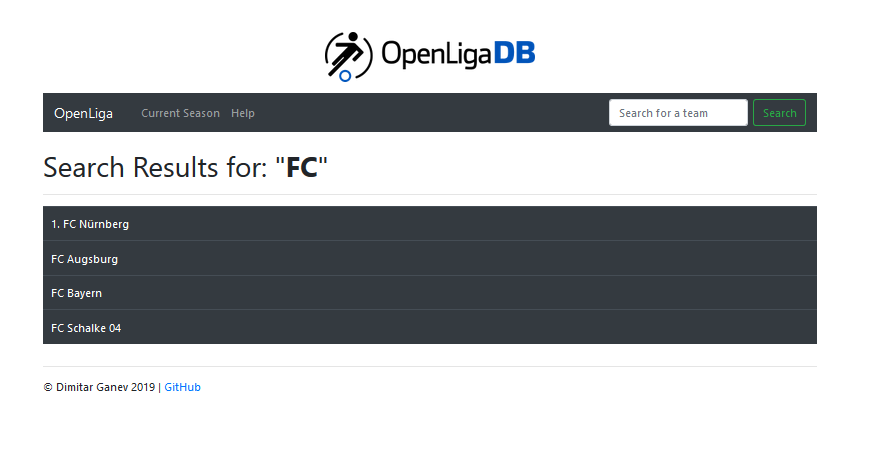 OpenLigaDB
OpenLiga Current Season Help Search for a team Search
Search Results for: "FC"
1. FC Nürnberg
FC Augsburg
FC Bayern
FC Schalke 04
© Dimitar Ganev 2019 | GitHub